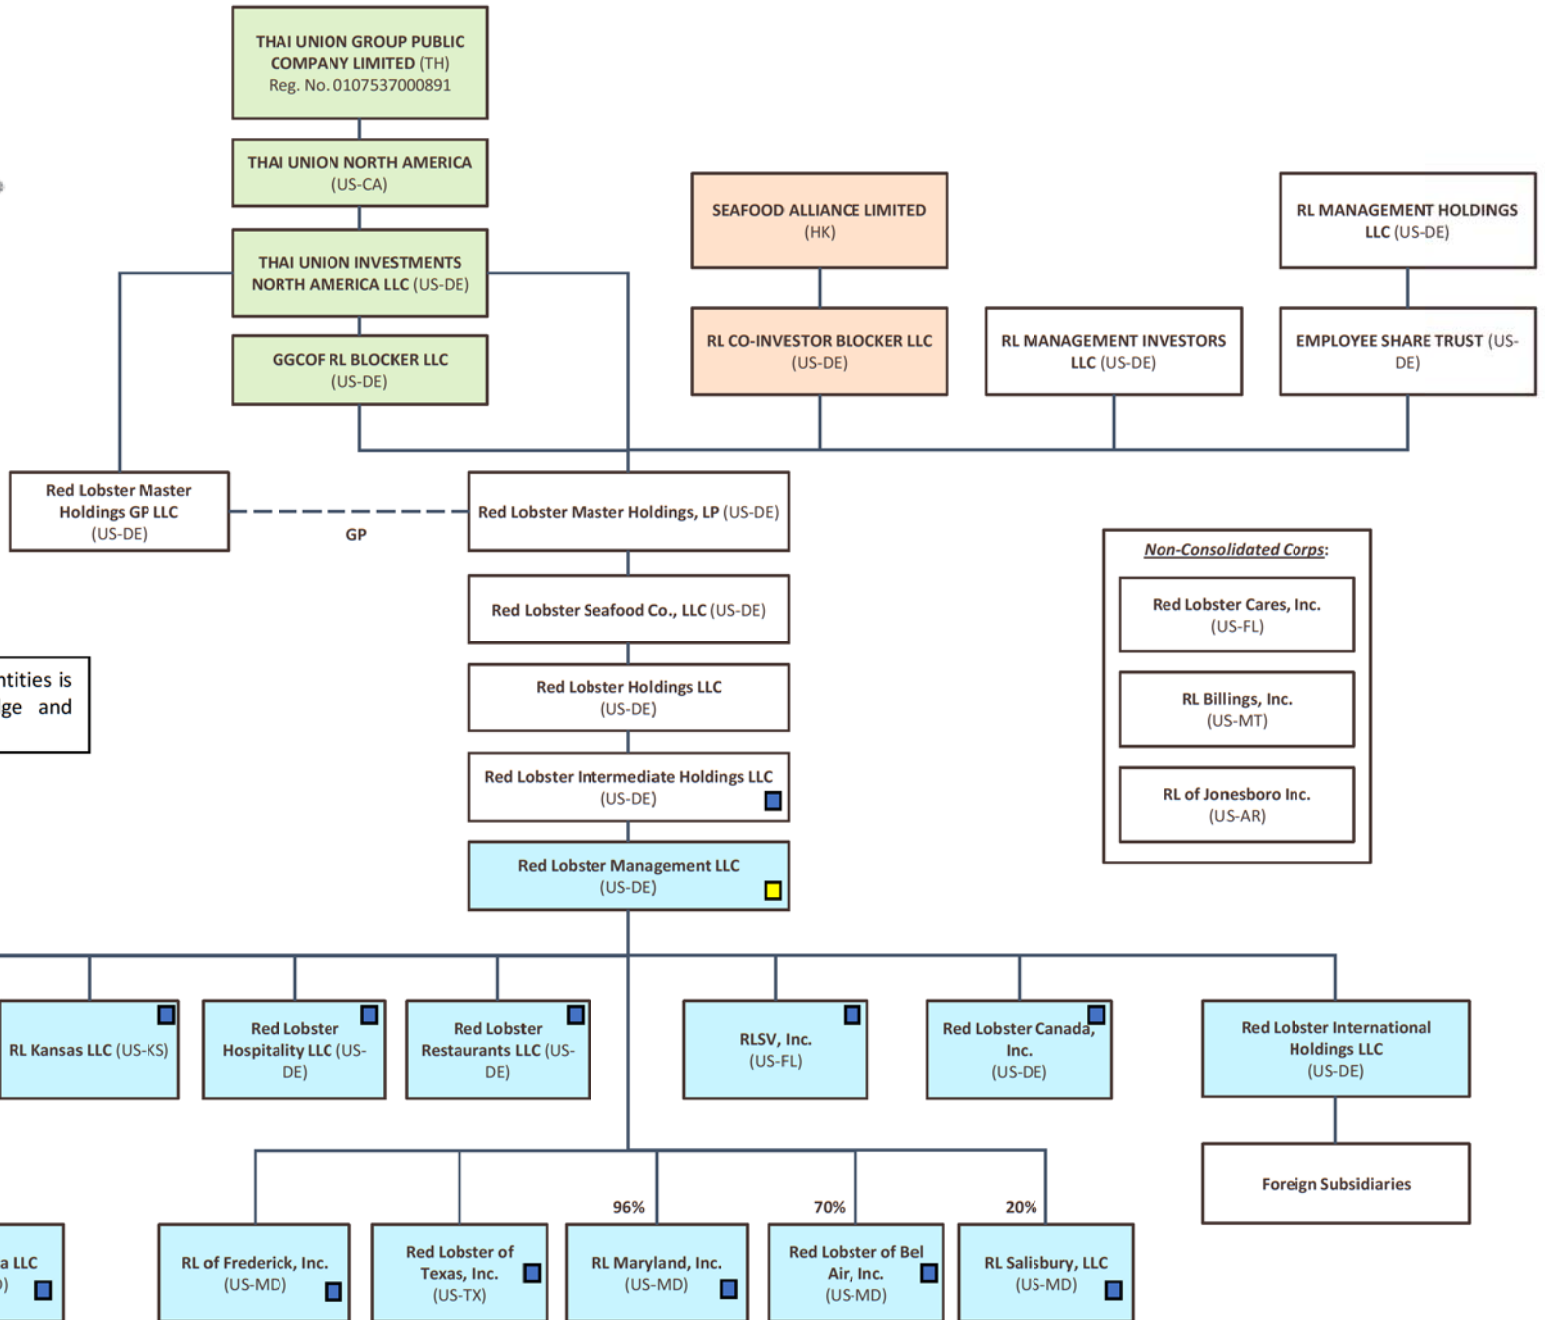 THAI UNION GROUP PUBLIC
COMPANY LIMITED (TH)
Reg. No. 0107537000891
THAI UNION NORTH AMERICA
(US-CA)
THAI UNION INVESTMENTS
NORTH AMERICA LLC (US-DE)
GGCOF RL BLOCKER LLC
(US-DE)
SEAFOOD ALLIANCE LIMITED
(HK)
RL CO-INVESTOR BLOCKER LLC
(US-DE)
RL MANAGEMENT INVESTORS
LLC (US-DE)
RL MANAGEMENT HOLDINGS
LLC (US-DE)
EMPLOYEE SHARE TRUST (US-
DE)
Red Lobster Master
Holdings GP LLC
(US-DE)
GP
Red Lobster Master Holdings, LP (US-DE)
Red Lobster Seafood Co., LLC (US-DE)
Red Lobster Holdings LLC
(US-DE)
Red Lobster Intermediate Holdings LLC
(US-DE)
Red Lobster Management LLC
(US-DE)
Non-Consolidated Corps:
Red Lobster Cares, Inc.
(US-FL)
RL Billings, Inc.
(US-MT)
RL of Jonesboro Inc.
(US-AR)
ntities is
ge and
RL Kansas LLC (US-KS)
Red Lobster
Hospitality LLC (US-
DE)
Red Lobster
Restaurants LLC (US-
DE)
RLSV, Inc.
(US-FL)
Red Lobster Canada,
Inc.
(US-DE)
Red Lobster International
Holdings LLC
(US-DE)
Foreign Subsidiaries
a LLC
)
RL of Frederick, Inc.
(US-MD)
Red Lobster of
Texas, Inc.
(US-TX)
96%
RL Maryland, Inc.
(US-MD)
70%
Red Lobster of Bel
Air, Inc.
(US-MD)
20%
RL Salisbury, LLC
(US-MD)